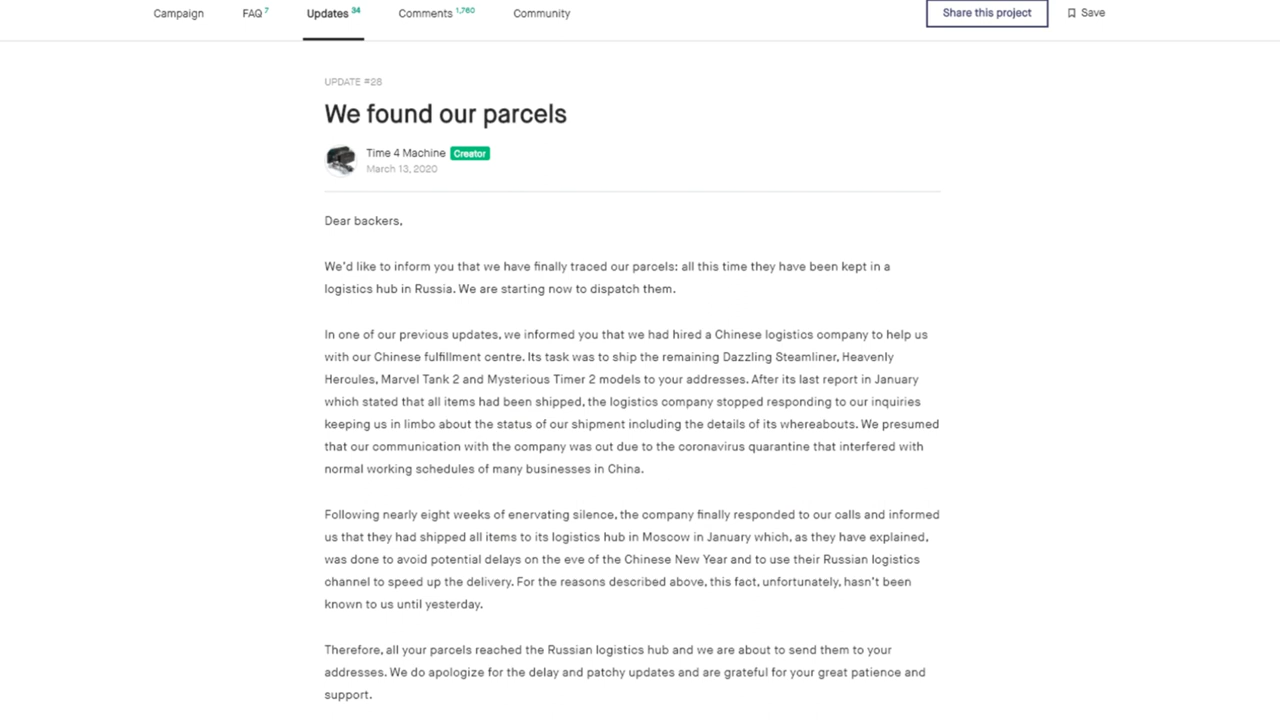 Campaign FAQ 7 Updates 34 Comments 1,760 Community Share this project Save
UPDATE #28
We found our parcels
Time 4 Machine Creator
March 13, 2020
Dear backers,
We'd like to inform you that we have finally traced our parcels: all this time they have been kept in a
logistics hub in Russia. We are starting now to dispatch them.
In one of our previous updates, we informed you that we had hired a Chinese logistics company to help us
with our Chinese fulfillment centre. Its task was to ship the remaining Dazzling Steamliner, Heavenly
Hercules, Marvel Tank 2 and Mysterious Timer 2 models to your addresses. After its last report in January
which stated that all items had been shipped, the logistics company stopped responding to our inquiries
keeping us in limbo about the status of our shipment including the details of its whereabouts. We presumed
that our communication with the company was cut due to the coronavirus quarantine that interfered with
normal working schedules of many businesses in China.
Following nearly eight weeks of enervating silence, the company finally responded to our calls and informed
us that they had shipped all items to its logistics hub in Moscow in January which, as they have explained,
was done to avoid potential delays on the eve of the Chinese New Year and to use their Russian logistics
channel to speed up the delivery. For the reasons described above, this fact, unfortunately, hasn't been
known to us until yesterday.
Therefore, all your parcels reached the Russian logistics hub and we are about to send them to your
addresses. We do apologize for the delay and patchy updates and are grateful for your great patience and
support.